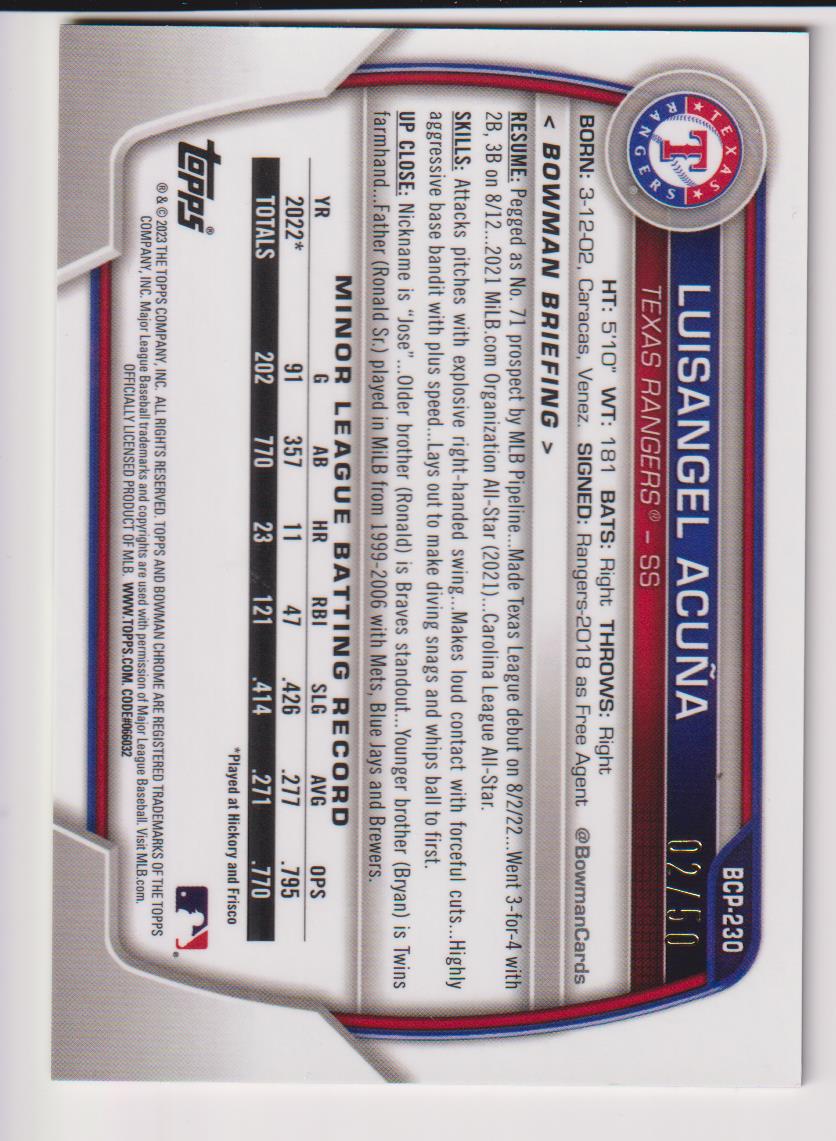 BCP-230
02/50
TEXAS RANGERS
T
®
LUISANGEL ACUÑA
TEXAS RANGERS® – SS
HT: 5'10" WT: 181 BATS: Right THROWS: Right
BORN: 3-12-02, Caracas, Venez. SIGNED: Rangers-2018 as Free Agent @BowmanCards
< BOWMAN BRIEFING >
RESUME: Pegged as No. 71 prospect by MLB Pipeline...Made Texas League debut on 8/2/22...Went 3-for-4 with
2B, 3B on 8/12...2021 MiLB.com Organization All-Star (2021)...Carolina League All-Star.
SKILLS: Attacks pitches with explosive right-handed swing...Makes loud contact with forceful cuts...Highly
aggressive base bandit with plus speed...Lays out to make diving snags and whips ball to first.
UP CLOSE: Nickname is "Jose"...Older brother (Ronald) is Braves standout...Younger brother (Bryan) is Twins
farmhand...Father (Ronald Sr.) played in MiLB from 1999-2006 with Mets, Blue Jays and Brewers.
MINOR LEAGUE BATTING RECORD
YR G AB HR RBI SLG AVG OPS
2022* 91 357 11 47 .426 .277 .795
TOTALS 202 770 23 121 .414 .271 .770
*Played at Hickory and Frisco
topps®
®
® & © 2023 THE TOPPS COMPANY, INC. ALL RIGHTS RESERVED. TOPPS AND BOWMAN CHROME ARE REGISTERED TRADEMARKS OF THE TOPPS
COMPANY, INC. Major League Baseball trademarks and copyrights are used with permission of Major League Baseball. Visit MLB.com.
OFFICIALLY LICENSED PRODUCT OF MLB. WWW.TOPPS.COM. CODE#066032